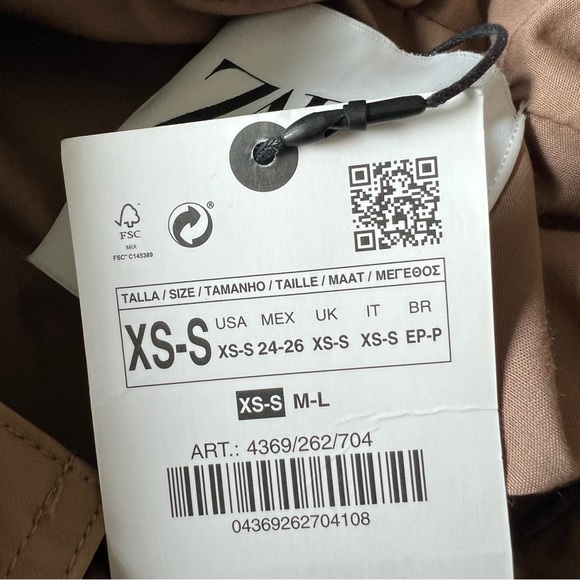 FSC
MIX
FSC® C145389
TALLA / SIZE / TAMANHO / TAILLE / MAAT / ΜΕΓΕΘΟΣ
XS-S
USA MEX UK IT BR
XS-S 24-26 XS-S XS-S EP-P
XS-S M-L
ART.: 4369/262/704
04369262704108